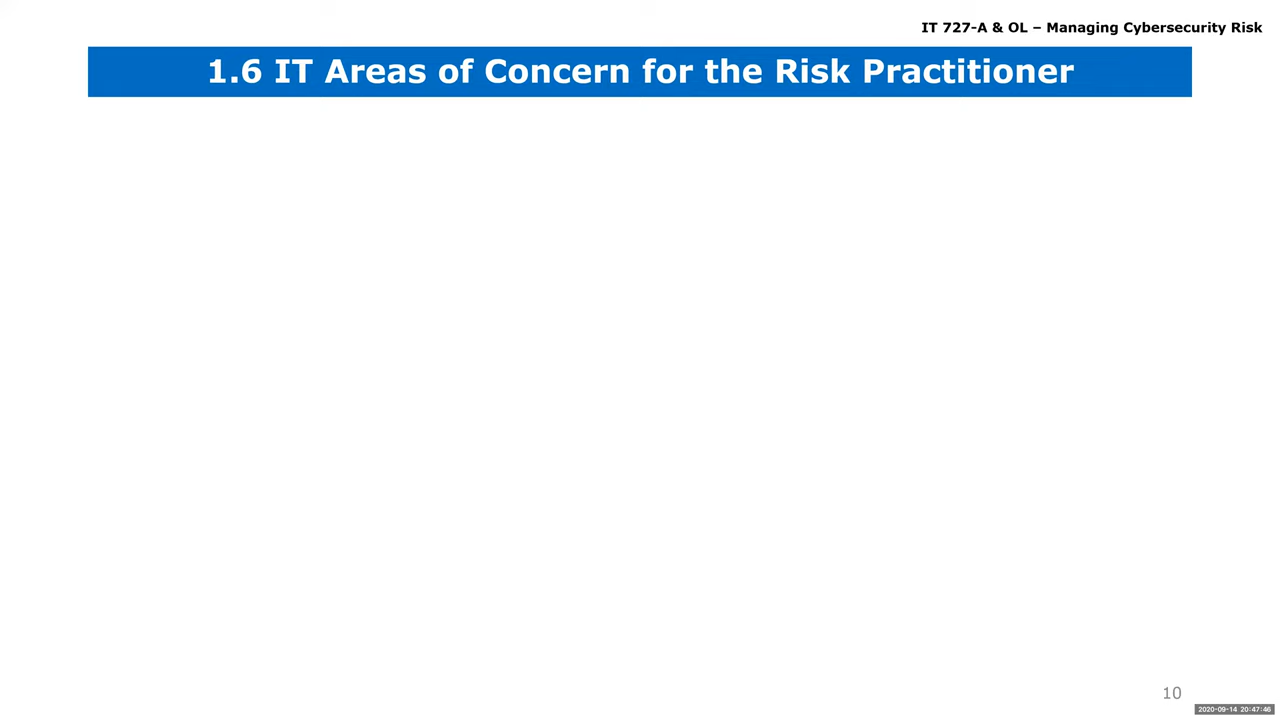 IT 727-A & OL – Managing Cybersecurity Risk
1.6 IT Areas of Concern for the Risk Practitioner
10
2020-09-14 20:47:46